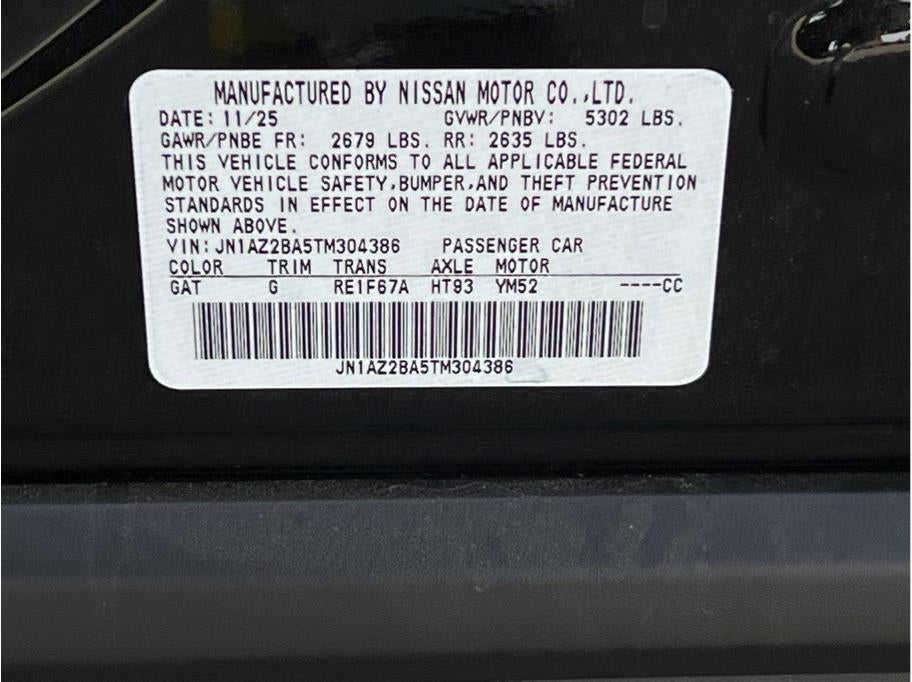 MANUFACTURED BY NISSAN MOTOR CO.,LTD.
DATE: 11/25 GVWR/PNBV: 5302 LBS.
GAWR/PNBE FR: 2679 LBS. RR: 2635 LBS.
THIS VEHICLE CONFORMS TO ALL APPLICABLE FEDERAL
MOTOR VEHICLE SAFETY,BUMPER,AND THEFT PREVENTION
STANDARDS IN EFFECT ON THE DATE OF MANUFACTURE
SHOWN ABOVE.
VIN:JN1AZ2BA5TM304386 PASSENGER CAR
COLOR TRIM TRANS AXLE MOTOR
GAT G RE1F67A HT93 YM52 ----CC
JN1AZ2BA5TM304386